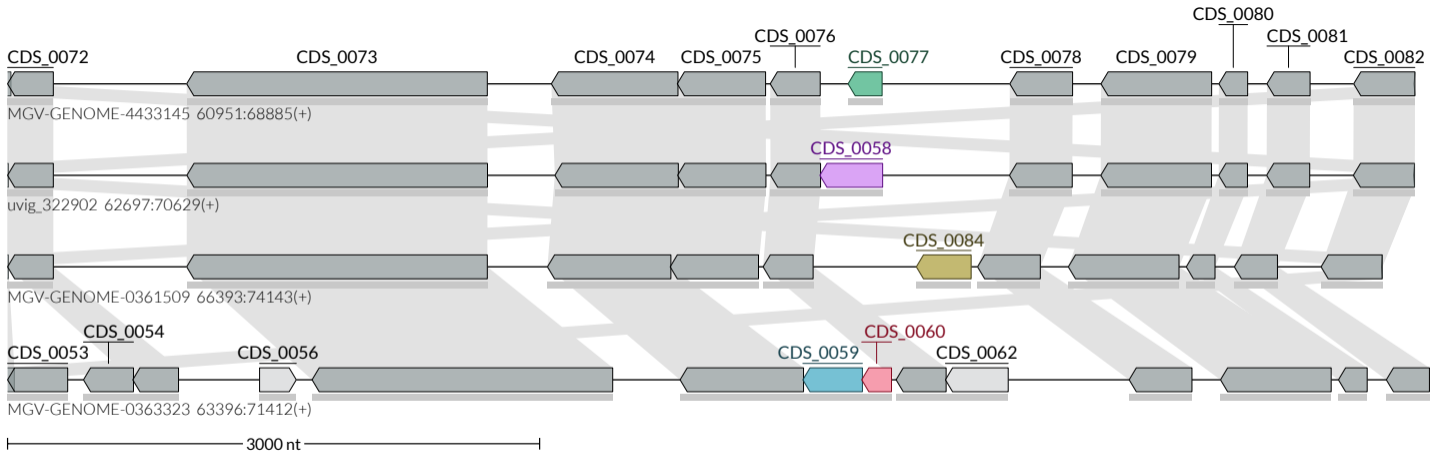 CDS_0080
CDS_0076 CDS_0081
CDS_0072 CDS_0073 CDS_0074 CDS_0075 CDS_0077 CDS_0078 CDS_0079 CDS_0082
MGV-GENOME-4433145 60951:68885(+)
CDS_0058
uvig_322902 62697:70629(+)
CDS_0084
MGV-GENOME-0361509 66393:74143(+)
CDS_0054 CDS_0060
CDS_0053 CDS_0056 CDS_0059 CDS_0062
MGV-GENOME-0363323 63396:71412(+)
3000 nt